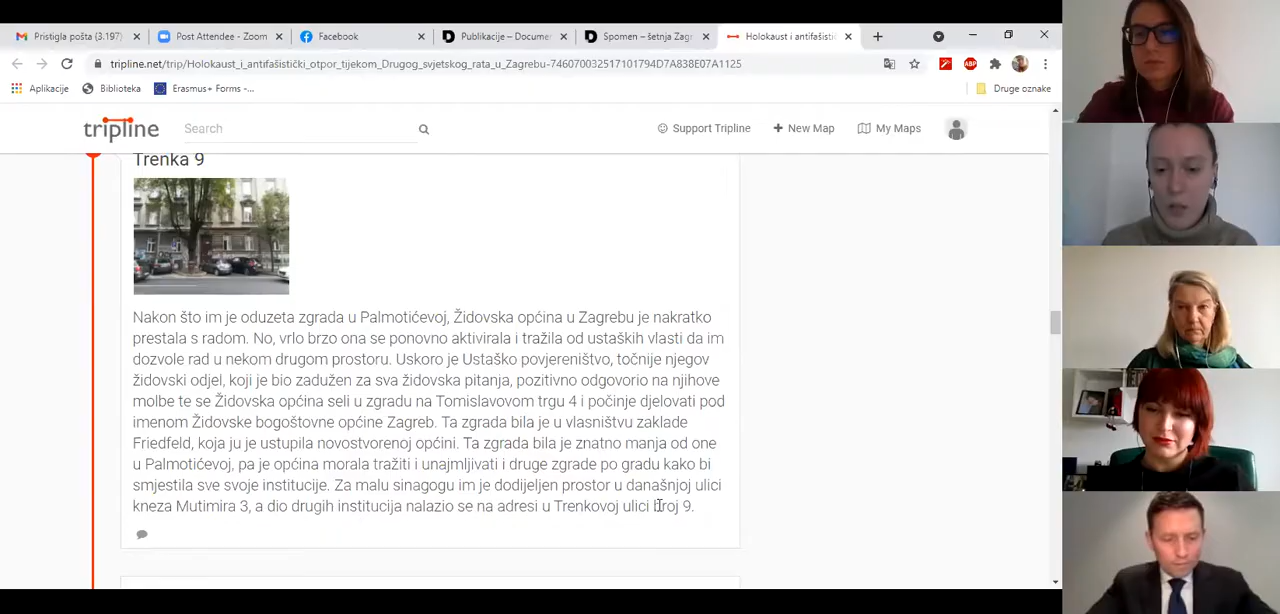 Pristigla pošta (3.197)
Post Attendee - Zoom
Facebook
Publikacije – Documen
Spomen – šetnja Zag
Holokaust i antifašisti
tripline.net/trip/Holokaust_i_antifašistički_otpor_tijekom_Drugog_svjetskog_rata_u_Zagrebu-746070032517101794D7A838E07A1125
ABP
Aplikacije
Biblioteka
Erasmus+ Forms -...
Druge oznake
tripline
Search
Support Tripline
New Map
My Maps
Trenka 9
Nakon što im je oduzeta zgrada u Palmotićevoj, Židovska općina u Zagrebu je nakratko
prestala s radom. No, vrlo brzo ona se ponovno aktivirala i tražila od ustaških vlasti da im
dozvole rad u nekom drugom prostoru. Uskoro je Ustaško povjereništvo, točnije njegov
židovski odjel, koji je bio zadužen za sva židovska pitanja, pozitivno odgovorio na njihove
molbe te se Židovska općina seli u zgradu na Tomislavovom trgu 4 i počinje djelovati pod
imenom Židovske bogoštovne općine Zagreb. Ta zgrada bila je u vlasništvu zaklade
Friedfeld, koja ju je ustupila novostvorenoj općini. Ta zgrada bila je znatno manja od one
u Palmotićevoj, pa je općina morala tražiti i unajmljivati i druge zgrade po gradu kako bi
smjestila sve svoje institucije. Za malu sinagogu im je dodijeljen prostor u današnjoj ulici
kneza Mutimira 3, a dio drugih institucija nalazio se na adresi u Trenkovoj ulici broj 9.